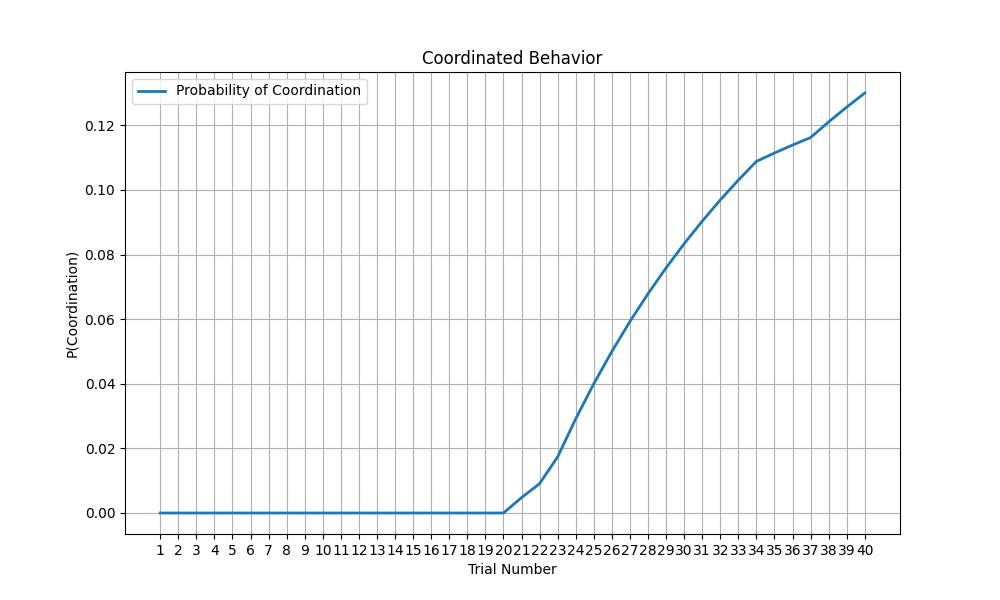 Coordinated Behavior
Probability of Coordination
P(Coordination)
0.12
0.10
0.08
0.06
0.04
0.02
0.00
1 2 3 4 5 6 7 8 9 10 11 12 13 14 15 16 17 18 19 20 21 22 23 24 25 26 27 28 29 30 31 32 33 34 35 36 37 38 39 40
Trial Number